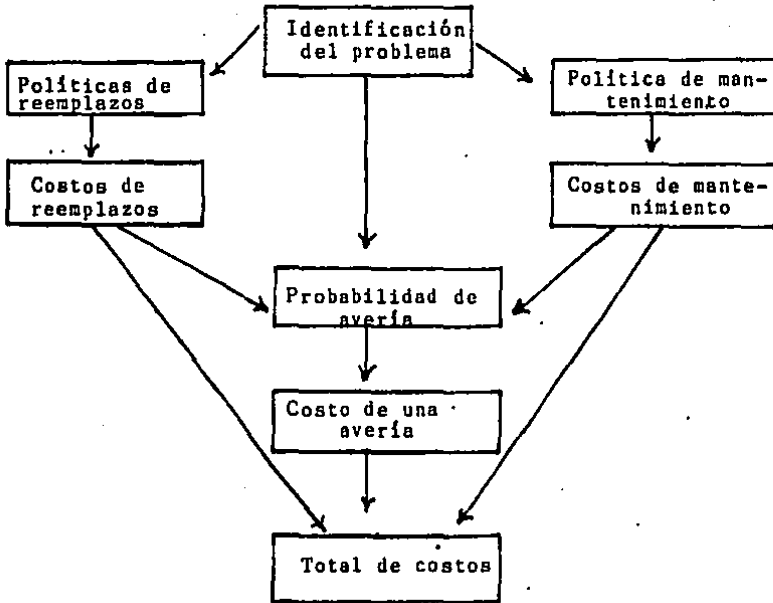 Identificación
del problema
Políticas de
reemplazos
Política de man-
tenimiento
Costos de
reemplazos
Costos de mante-
nimiento
Probabilidad de
avería
Costo de una
avería
Total de costos